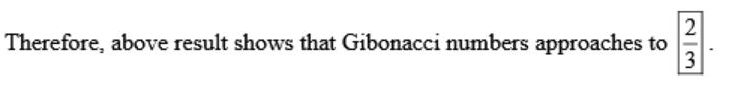 Therefore, above result shows that Gibonacci numbers approaches to 2/3.